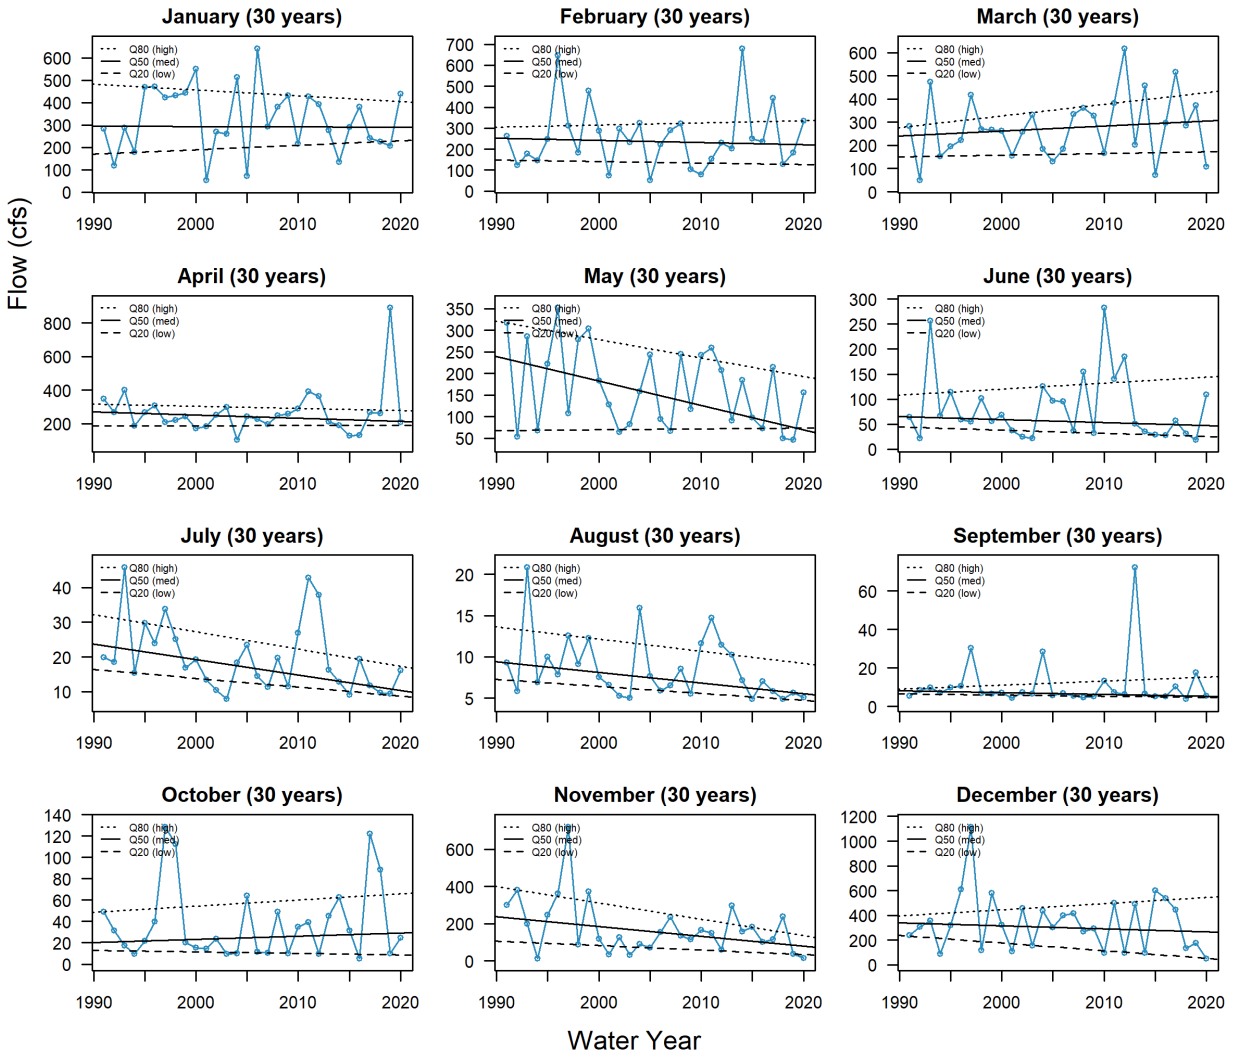 January (30 years)
Q80 (high)
Q50 (med)
Q20 (low)
600
500
400
300
200
100
0
1990
2000
2010
2020
February (30 years)
Q80 (high)
Q50 (med)
Q20 (low)
700
600
500
400
300
200
100
0
1990
2000
2010
2020
March (30 years)
Q80 (high)
Q50 (med)
Q20 (low)
600
500
400
300
200
100
0
1990
2000
2010
2020
Flow (cfs)
April (30 years)
Q80 (high)
Q50 (med)
Q20 (low)
800
600
400
200
1990
2000
2010
2020
May (30 years)
Q80 (high)
Q50 (med)
Q20 (low)
350
300
250
200
150
100
50
1990
2000
2010
2020
June (30 years)
Q80 (high)
Q50 (med)
Q20 (low)
300
250
200
150
100
50
0
1990
2000
2010
2020
July (30 years)
Q80 (high)
Q50 (med)
Q20 (low)
40
30
20
10
1990
2000
2010
2020
August (30 years)
Q80 (high)
Q50 (med)
Q20 (low)
20
15
10
5
1990
2000
2010
2020
September (30 years)
Q80 (high)
Q50 (med)
Q20 (low)
60
40
20
0
1990
2000
2010
2020
October (30 years)
Q80 (high)
Q50 (med)
Q20 (low)
140
120
100
80
60
40
20
0
1990
2000
2010
2020
November (30 years)
Q80 (high)
Q50 (med)
Q20 (low)
600
400
200
0
1990
2000
2010
2020
December (30 years)
Q80 (high)
Q50 (med)
Q20 (low)
1200
1000
800
600
400
200
0
1990
2000
2010
2020
Water Year